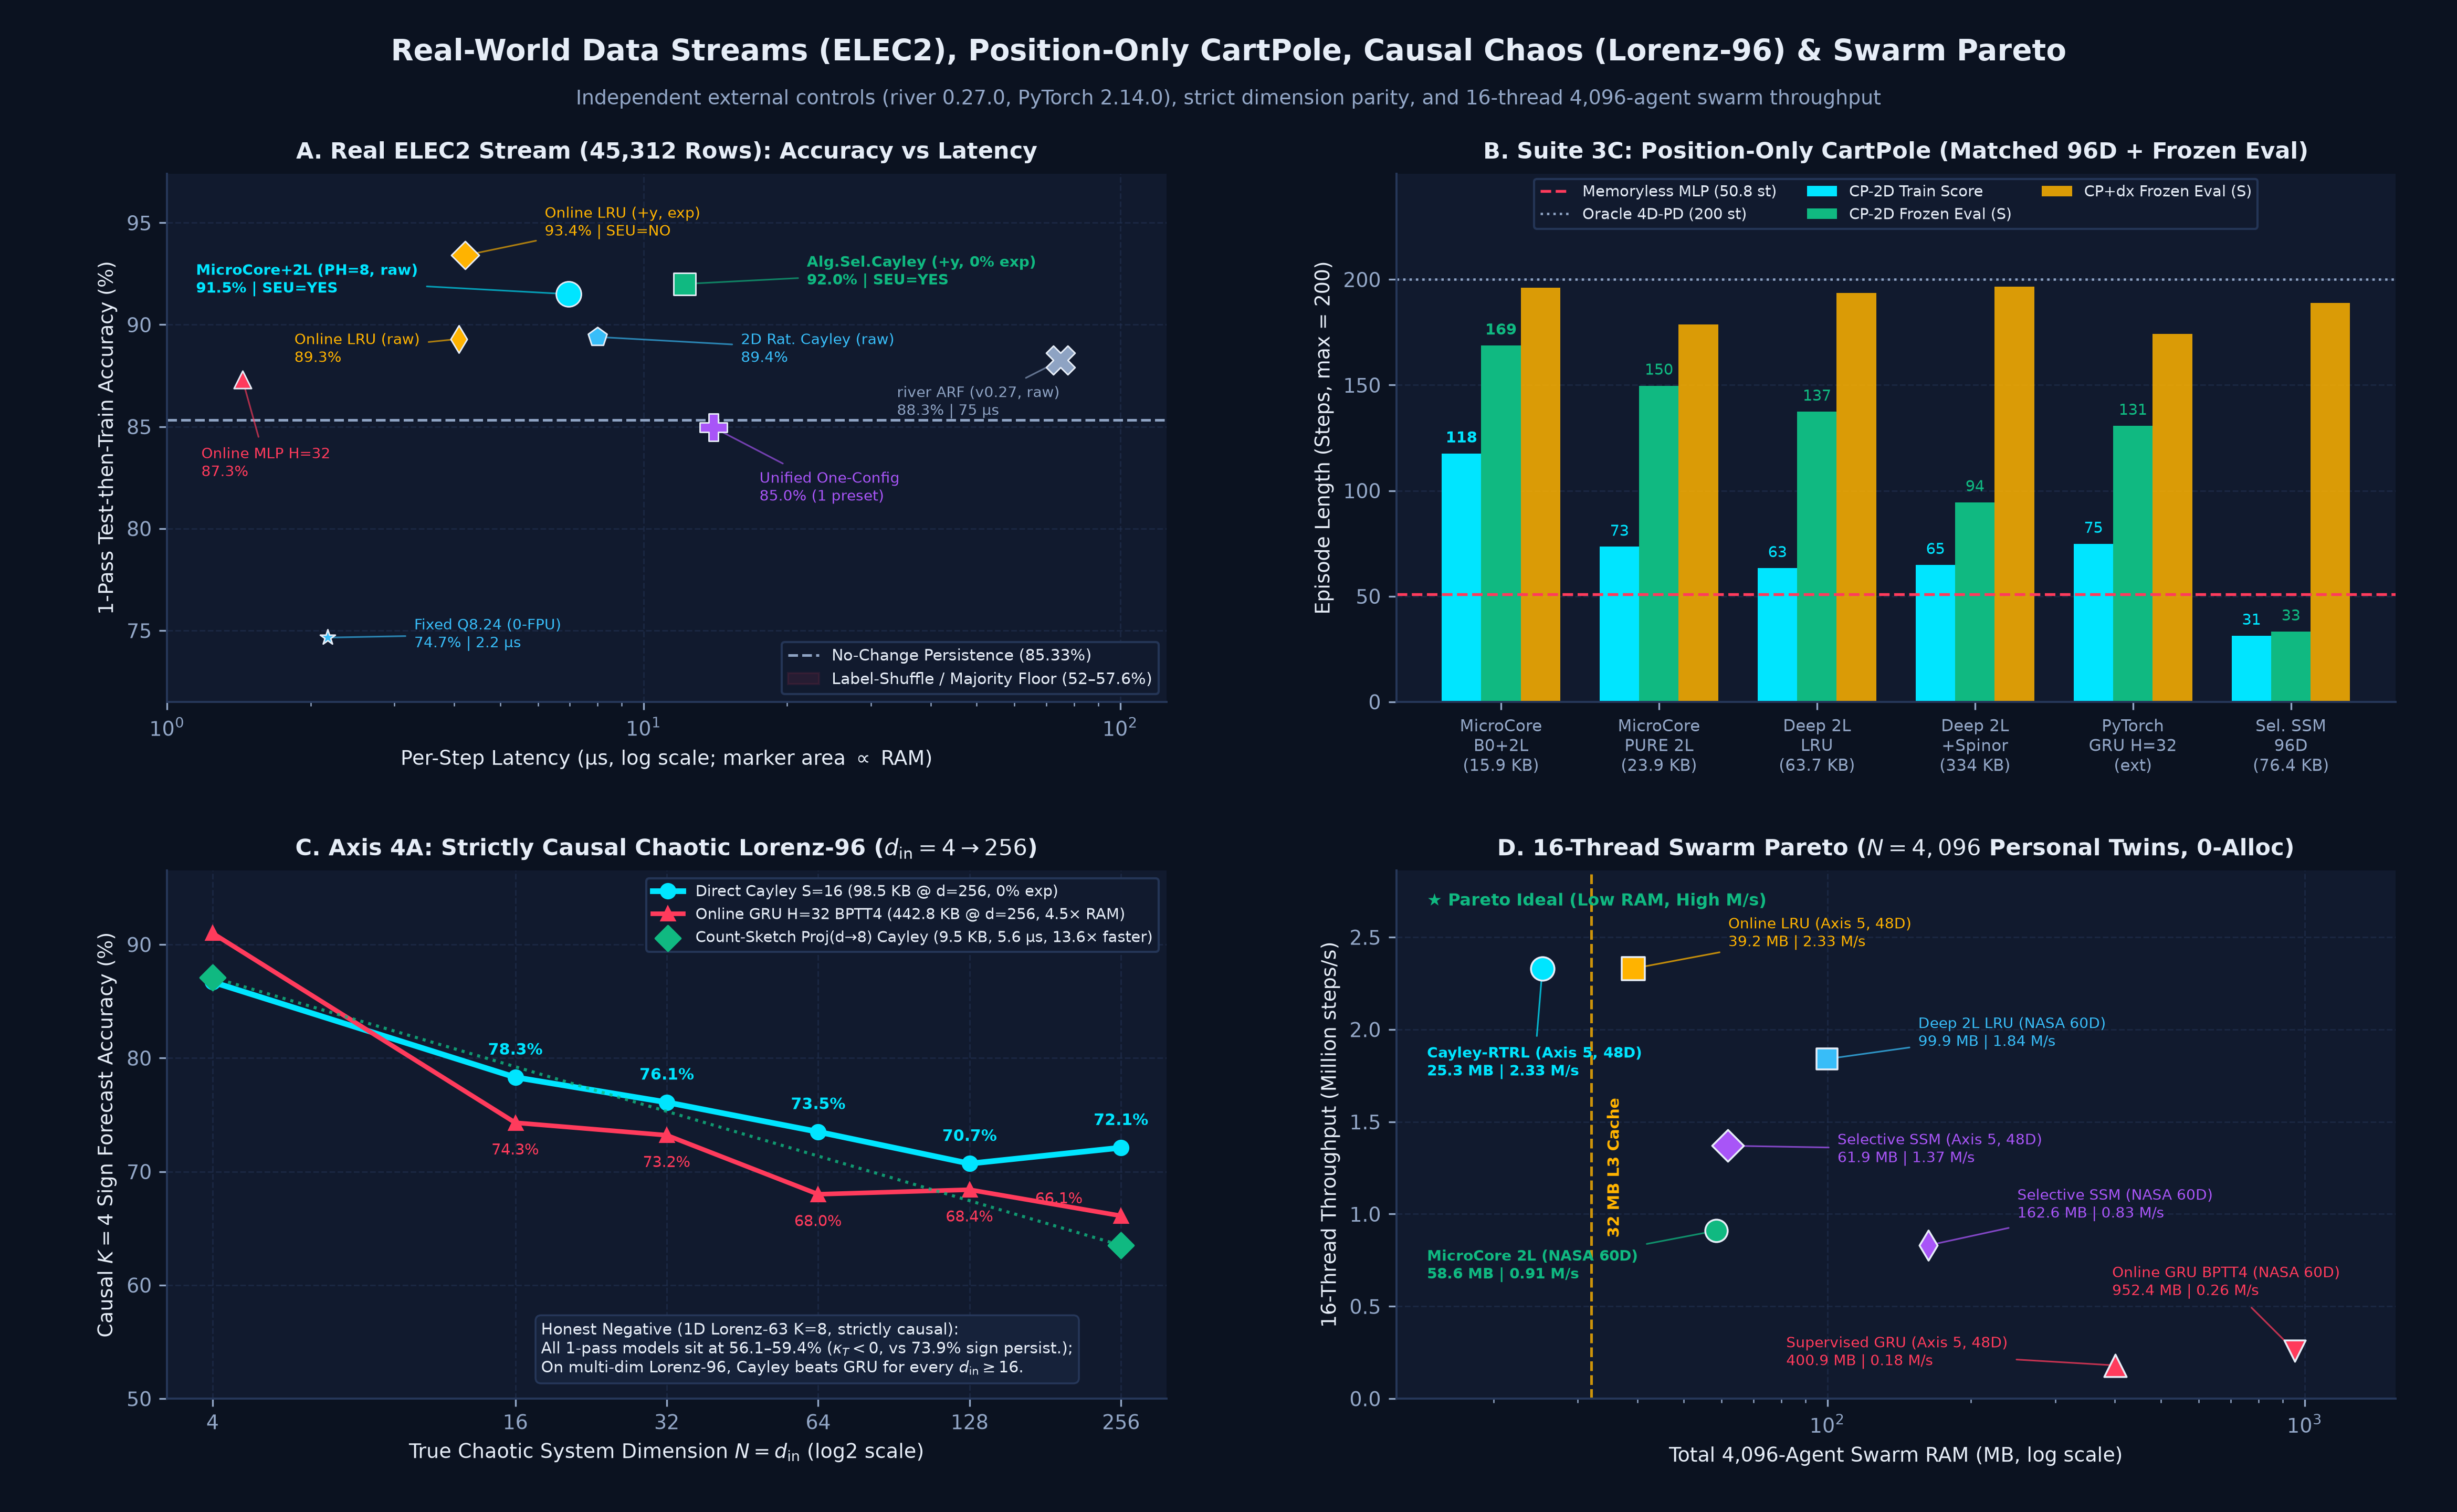 Real-World Data Streams (ELEC2), Position-Only CartPole, Causal Chaos (Lorenz-96) & Swarm Pareto
Independent external controls (river 0.27.0, PyTorch 2.14.0), strict dimension parity, and 16-thread 4,096-agent swarm throughput
A. Real ELEC2 Stream (45,312 Rows): Accuracy vs Latency
1-Pass Test-then-Train Accuracy (%)
95
90
85
80
75
Online LRU (+y, exp)
93.4% | SEU=NO
MicroCore+2L (PH=8, raw)
91.5% | SEU=YES
Alg.Sel.Cayley (+y, 0% exp)
92.0% | SEU=YES
Online LRU (raw)
89.3%
2D Rat. Cayley (raw)
89.4%
river ARF (v0.27, raw)
88.3% | 75 µs
Online MLP H=32
87.3%
Unified One-Config
85.0% (1 preset)
Fixed Q8.24 (0-FPU)
74.7% | 2.2 µs
No-Change Persistence (85.33%)
Label-Shuffle / Majority Floor (52–57.6%)
10⁰
10¹
10²
Per-Step Latency (µs, log scale; marker area ∝ RAM)
B. Suite 3C: Position-Only CartPole (Matched 96D + Frozen Eval)
Episode Length (Steps, max = 200)
Memoryless MLP (50.8 st)
Oracle 4D-PD (200 st)
CP-2D Train Score
CP-2D Frozen Eval (S)
CP+dx Frozen Eval (S)
200
150
100
50
0
118
169
73
150
63
137
65
94
75
131
31
33
MicroCore
B0+2L
(15.9 KB)
MicroCore
PURE 2L
(23.9 KB)
Deep 2L
LRU
(63.7 KB)
Deep 2L
+Spinor
(334 KB)
PyTorch
GRU H=32
(ext)
Sel. SSM
96D
(76.4 KB)
C. Axis 4A: Strictly Causal Chaotic Lorenz-96 (d_in = 4 → 256)
Causal K = 4 Sign Forecast Accuracy (%)
Direct Cayley S=16 (98.5 KB @ d=256, 0% exp)
Online GRU H=32 BPTT4 (442.8 KB @ d=256, 4.5× RAM)
Count-Sketch Proj(d→8) Cayley (9.5 KB, 5.6 µs, 13.6× faster)
90
80
70
60
50
78.3%
76.1%
73.5%
70.7%
72.1%
74.3%
73.2%
68.0%
68.4%
66.1%
Honest Negative (1D Lorenz-63 K=8, strictly causal):
All 1-pass models sit at 56.1–59.4% (κ_T < 0, vs 73.9% sign persist.);
On multi-dim Lorenz-96, Cayley beats GRU for every d_in ≥ 16.
4
16
32
64
128
256
True Chaotic System Dimension N = d_in (log2 scale)
D. 16-Thread Swarm Pareto (N = 4, 096 Personal Twins, 0-Alloc)
16-Thread Throughput (Million steps/s)
2.5
2.0
1.5
1.0
0.5
0.0
★ Pareto Ideal (Low RAM, High M/s)
Online LRU (Axis 5, 48D)
39.2 MB | 2.33 M/s
Cayley-RTRL (Axis 5, 48D)
25.3 MB | 2.33 M/s
Deep 2L LRU (NASA 60D)
99.9 MB | 1.84 M/s
32 MB L3 Cache
Selective SSM (Axis 5, 48D)
61.9 MB | 1.37 M/s
Selective SSM (NASA 60D)
162.6 MB | 0.83 M/s
MicroCore 2L (NASA 60D)
58.6 MB | 0.91 M/s
Online GRU BPTT4 (NASA 60D)
952.4 MB | 0.26 M/s
Supervised GRU (Axis 5, 48D)
400.9 MB | 0.18 M/s
10²
10³
Total 4,096-Agent Swarm RAM (MB, log scale)